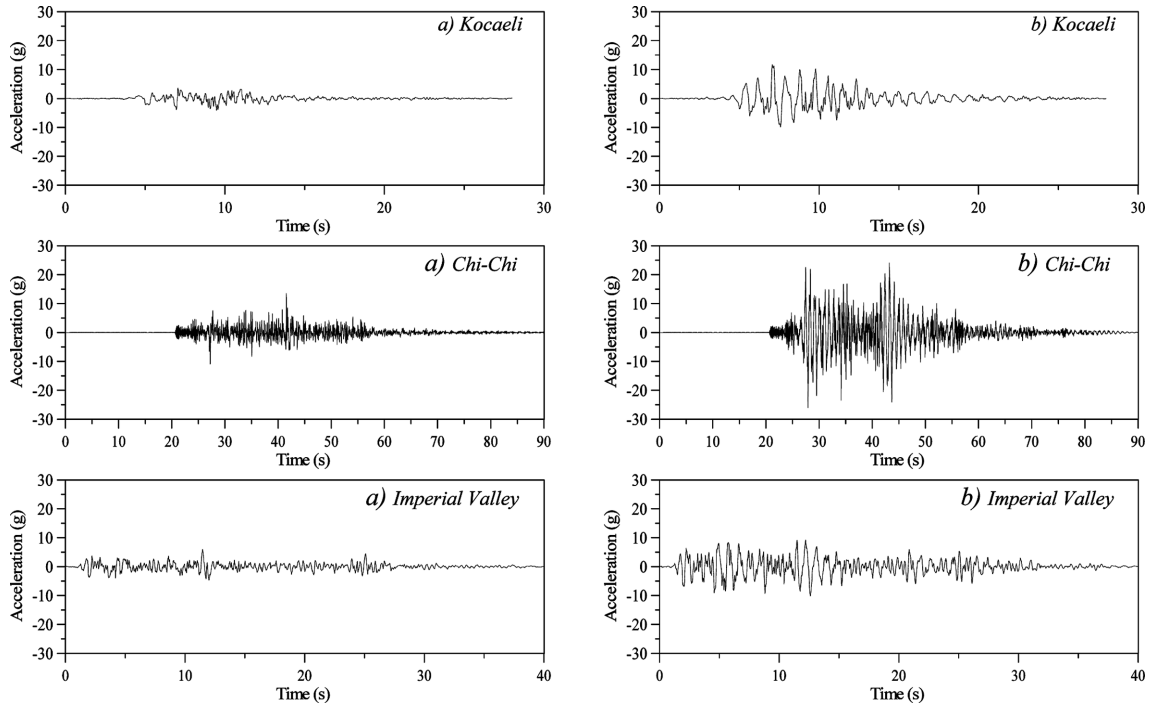 a) Kocaeli
Acceleration (g)
30
20
10
0
-10
-20
-30
0
10
20
30
Time (s)
b) Kocaeli
Acceleration (g)
30
20
10
0
-10
-20
-30
0
10
20
30
Time (s)
a) Chi-Chi
Acceleration (g)
30
20
10
0
-10
-20
-30
0 10 20 30 40 50 60 70 80 90
Time (s)
b) Chi-Chi
Acceleration (g)
30
20
10
0
-10
-20
-30
0 10 20 30 40 50 60 70 80 90
Time (s)
a) Imperial Valley
Acceleration (g)
30
20
10
0
-10
-20
-30
0 10 20 30 40
Time (s)
b) Imperial Valley
Acceleration (g)
30
20
10
0
-10
-20
-30
0 10 20 30 40
Time (s)